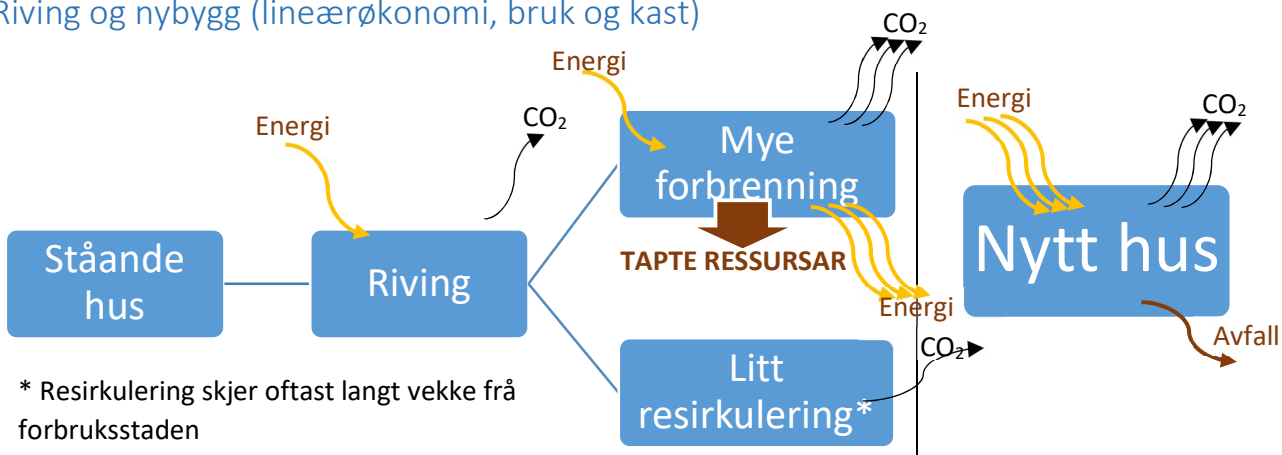 Riving og nybygg (lineærøkonomi, bruk og kast)
CO₂
Energi
Energi
CO₂
Energi
CO₂
Mye
forbrenning
Ståande
hus
Riving
TAPTE RESSURSAR
Energi
Nytt hus
Avfall
CO₂
Litt
resirkulering*
* Resirkulering skjer oftast langt vekke frå
forbruksstaden